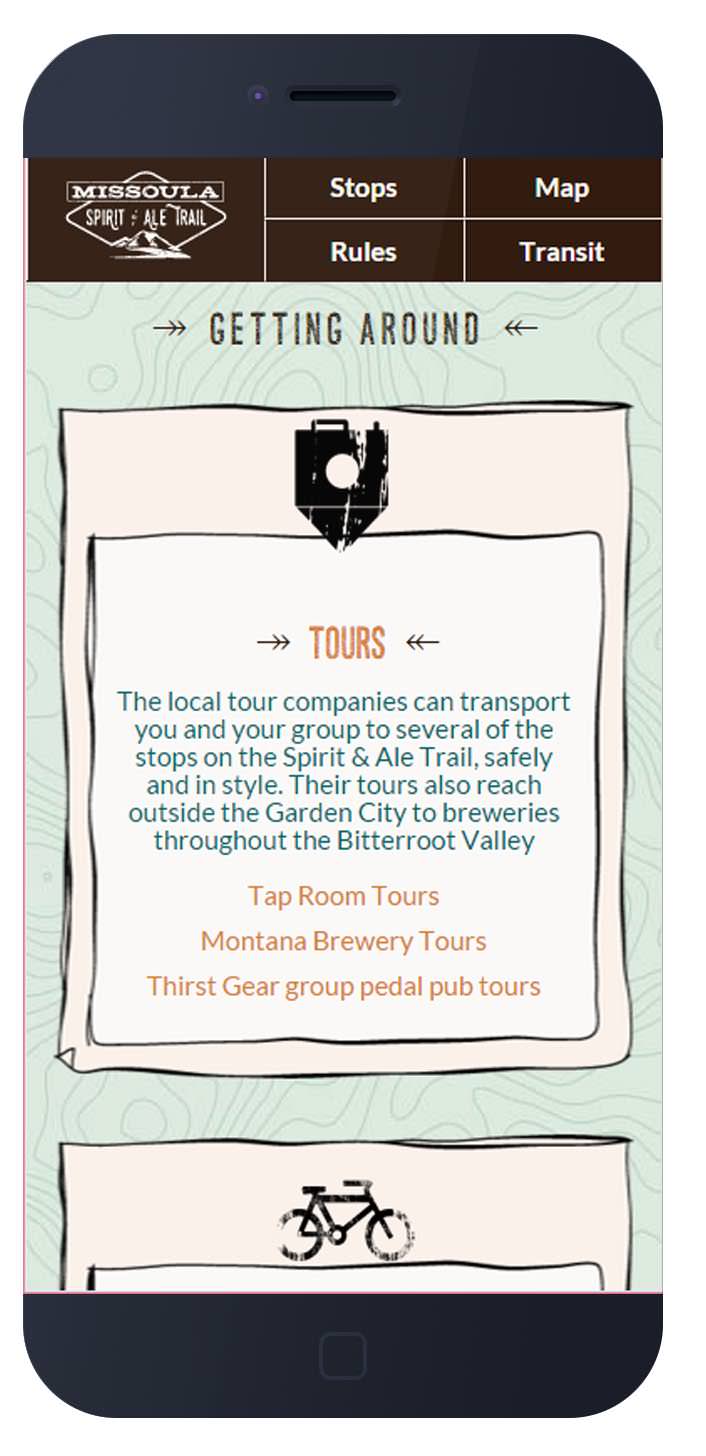 MISSOULA
SPIRIT & ALE TRAIL
Stops
Map
Rules
Transit
GETTING AROUND
TOURS
The local tour companies can transport
you and your group to several of the
stops on the Spirit & Ale Trail, safely
and in style. Their tours also reach
outside the Garden City to breweries
throughout the Bitterroot Valley
Tap Room Tours
Montana Brewery Tours
Thirst Gear group pedal pub tours